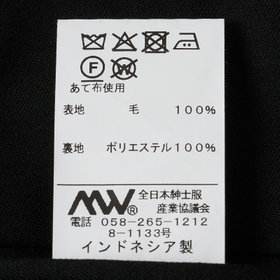 F W
あて布使用
表地 毛 100%
裏地 ポリエステル100%
MW® 全日本紳士服
産業協議会
電話 058-265-1212
8-1133号
インドネシア製